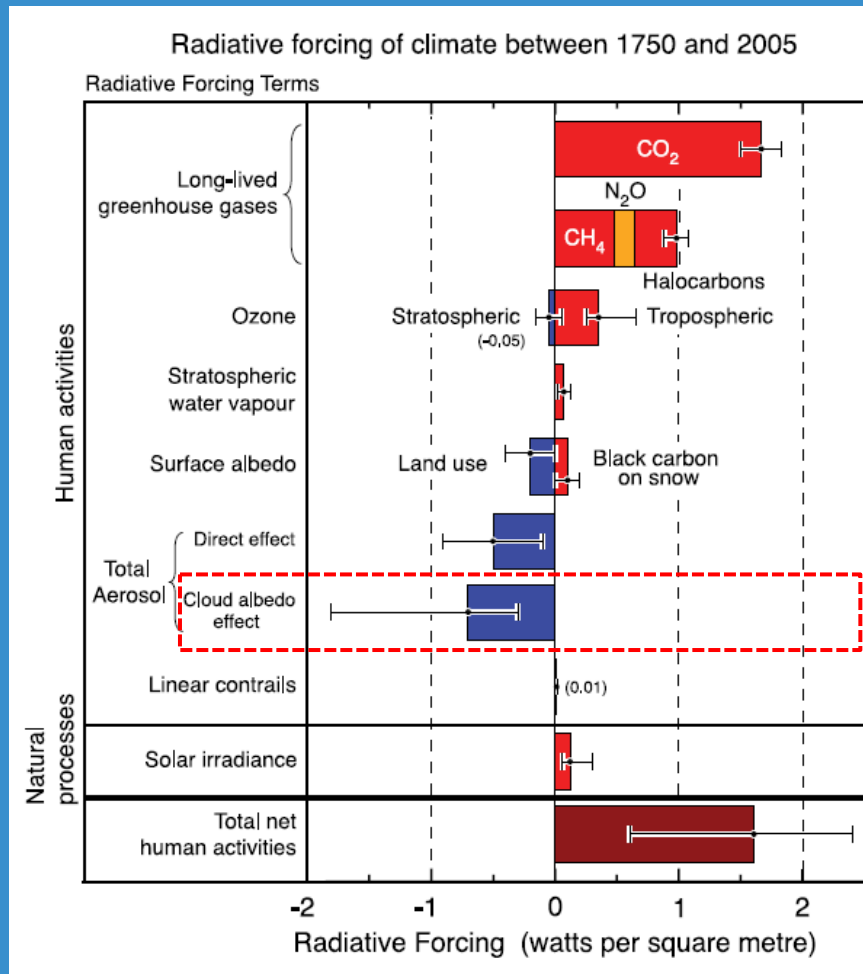 Radiative forcing of climate between 1750 and 2005
Radiative Forcing Terms
Human activities
Long-lived
greenhouse gases
CO₂
N₂O
CH₄
Halocarbons
Ozone
Stratospheric
(-0.05)
Tropospheric
Stratospheric
water vapour
Surface albedo
Land use
Black carbon
on snow
Total
Aerosol
Direct effect
Cloud albedo
effect
Linear contrails
(0.01)
Natural
processes
Solar irradiance
Total net
human activities
-2 -1 0 1 2
Radiative Forcing (watts per square metre)